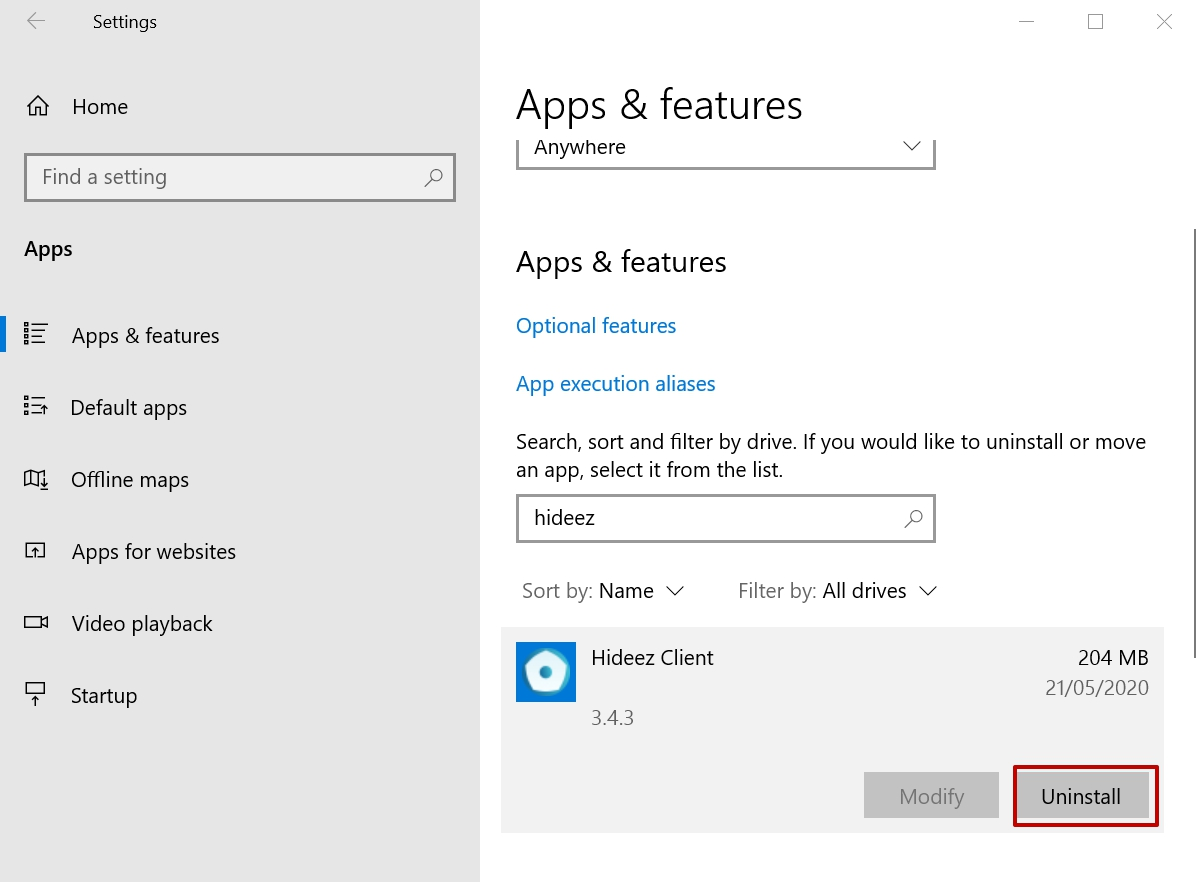 Settings
Home
Find a setting
Apps
Apps & features
Default apps
Offline maps
Apps for websites
Video playback
Startup
Apps & features
Anywhere
Apps & features
Optional features
App execution aliases
Search, sort and filter by drive. If you would like to uninstall or move
an app, select it from the list.
hideez
Sort by: Name Filter by: All drives
Hideez Client 204 MB
21/05/2020
3.4.3
Modify Uninstall